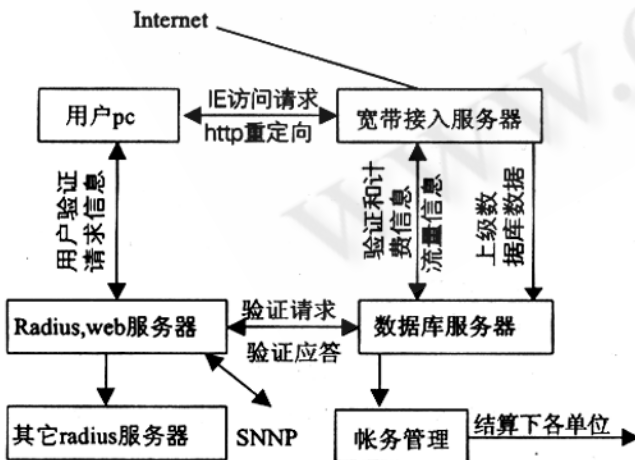 Internet
用户pc
IE访问请求
http重定向
宽带接入服务器
用户验证
请求信息
验证和计
费信息
流量信息
上级数
据库数据
Radius,web服务器
验证请求
验证应答
数据库服务器
其它radius服务器
SNNP
帐务管理
结算下各单位
www.